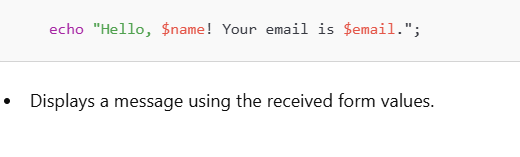 echo "Hello, $name! Your email is $email.";
• Displays a message using the received form values.